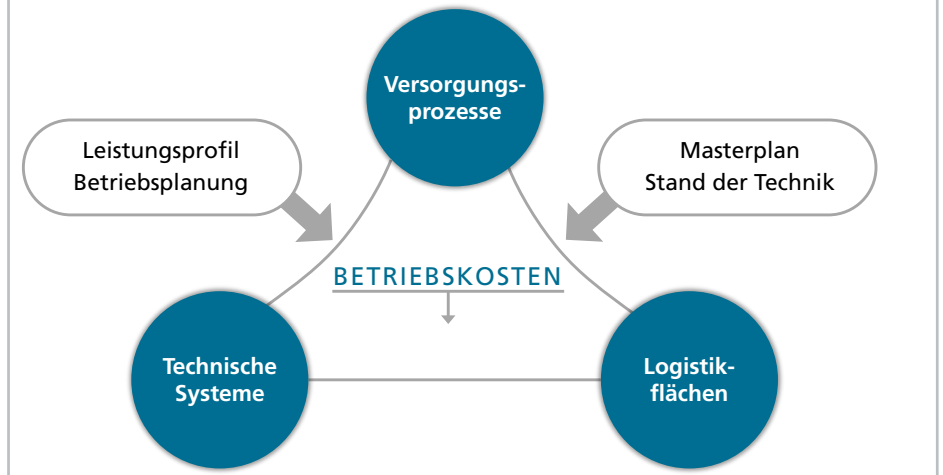 Versorgungs-
prozesse
Leistungsprofil
Betriebsplanung
Masterplan
Stand der Technik
BETRIEBSKOSTEN
Technische
Systeme
Logistik-
flächen